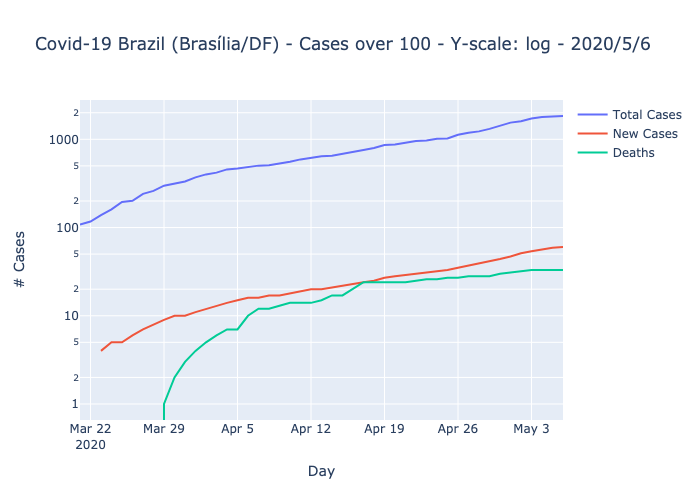 Covid-19 Brazil (Brasília/DF) - Cases over 100 - Y-scale: log - 2020/5/6
Total Cases
New Cases
Deaths
# Cases
2
1000
5
2
100
5
2
10
5
2
1
Mar 22 Mar 29 Apr 5 Apr 12 Apr 19 Apr 26 May 3
2020
Day